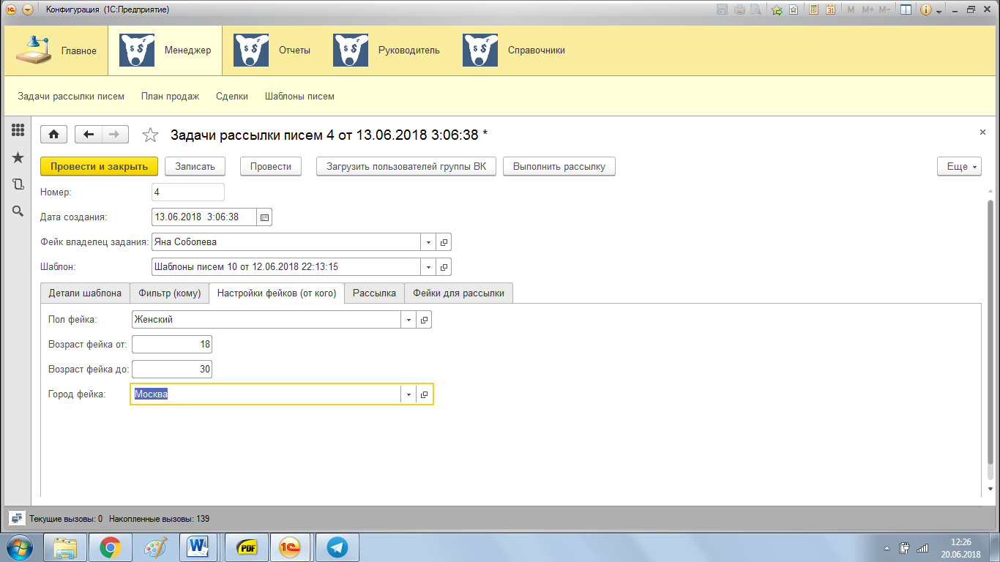 Конфигурация (1С:Предприятие)
M M+ M-
Главное
Менеджер
Отчеты
Руководитель
Справочники
Задачи рассылки писем План продаж Сделки Шаблоны писем
Задачи рассылки писем 4 от 13.06.2018 3:06:38 *
Провести и закрыть Записать Провести Загрузить пользователей группы ВК Выполнить рассылку Еще
Номер: 4
Дата создания: 13.06.2018 3:06:38
Фейк владелец задания: Яна Соболева
Шаблон: Шаблоны писем 10 от 12.06.2018 22:13:15
Детали шаблона Фильтр (кому) Настройки фейков (от кого) Рассылка Фейки для рассылки
Пол фейка: Женский
Возраст фейка от: 18
Возраст фейка до: 30
Город фейка: Москва
Текущие вызовы: 0 Накопленные вызовы: 139
PDF
1С
12:26
20.06.2018